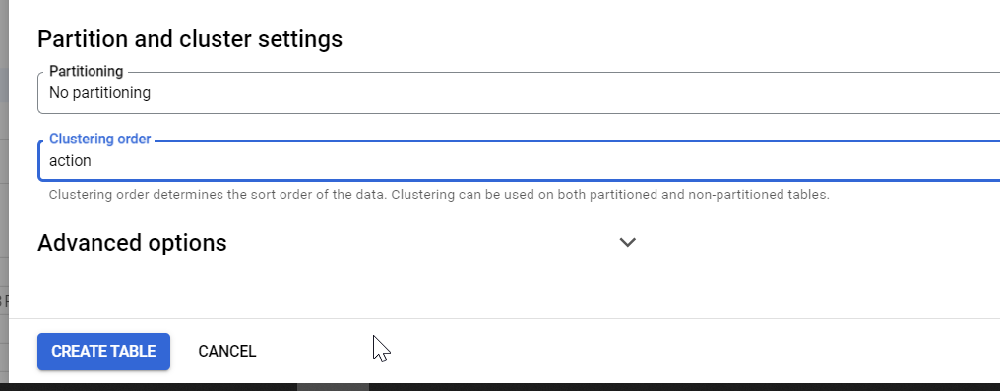 Partition and cluster settings
Partitioning
No partitioning
Clustering order
action
Clustering order determines the sort order of the data. Clustering can be used on both partitioned and non-partitioned tables.
Advanced options
CREATE TABLE CANCEL